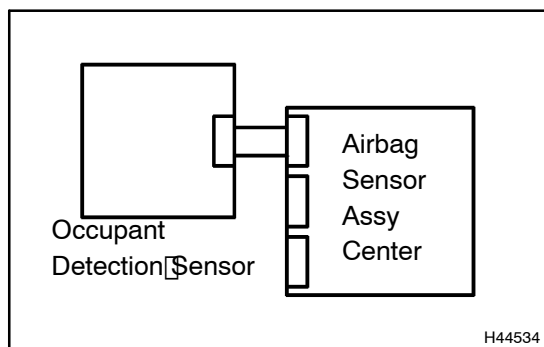 Airbag
Sensor
Assy
Center
Occupant
Detection Sensor
H44534